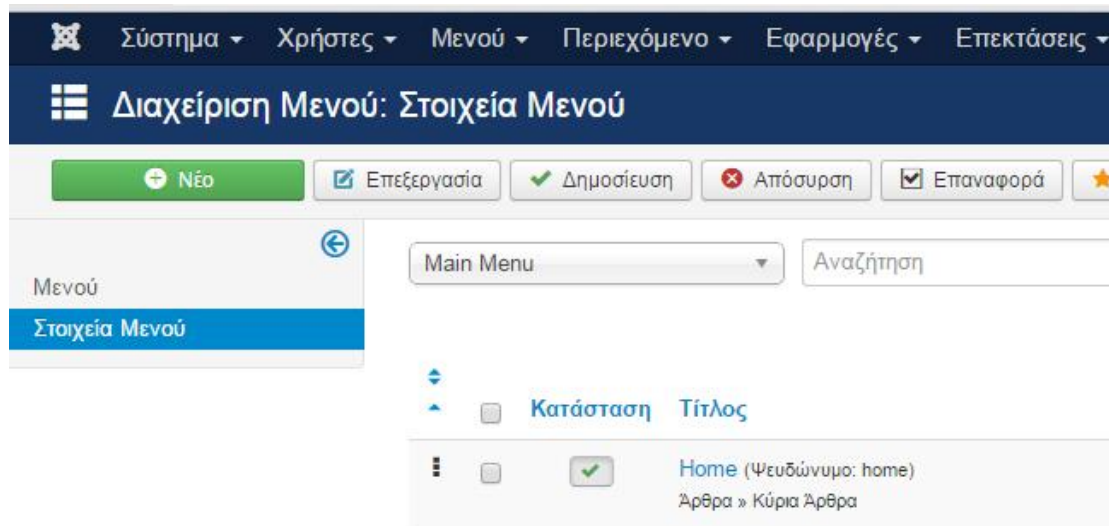 Σύστημα Χρήστες Μενού Περιεχόμενο Εφαρμογές Επεκτάσεις
Διαχείριση Μενού: Στοιχεία Μενού
Νέο Επεξεργασία Δημοσίευση Απόσυρση Επαναφορά
Main Menu Αναζήτηση
Μενού
Στοιχεία Μενού
Κατάσταση Τίτλος
Home (Ψευδώνυμο: home)
Άρθρα » Κύρια Άρθρα